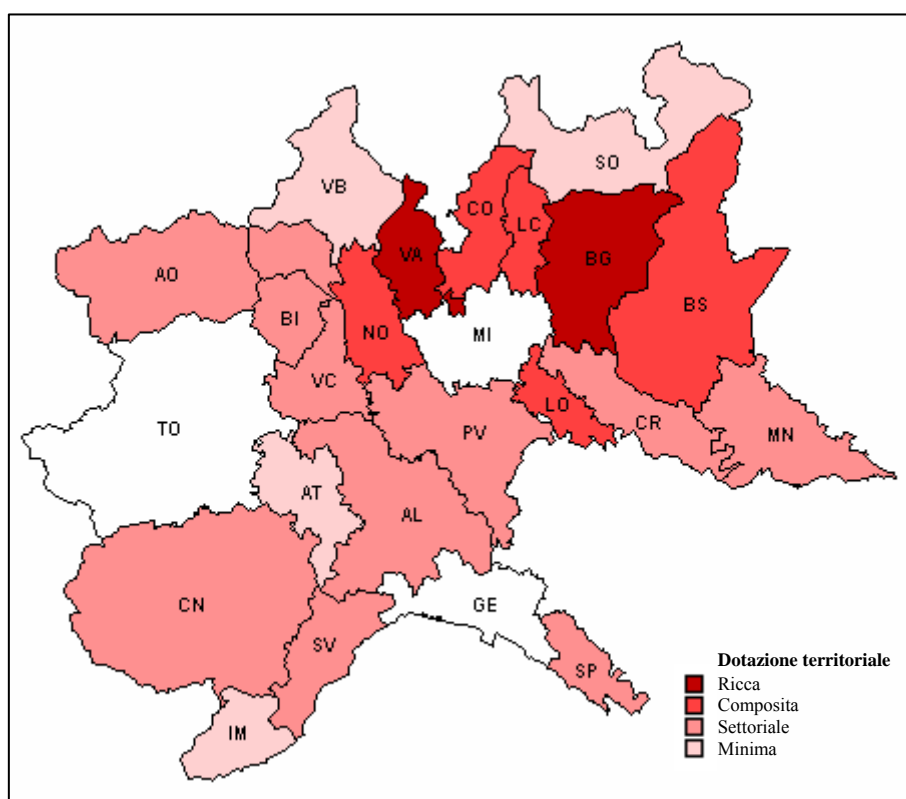 SO
VB
CO
LC
VA
BG
AO
BS
BI
NO
MI
VC
LO
TO
PV
CR
MN
AT
AL
CN
GE
SV
SP
IM
Dotazione territoriale
Ricca
Composita
Settoriale
Minima